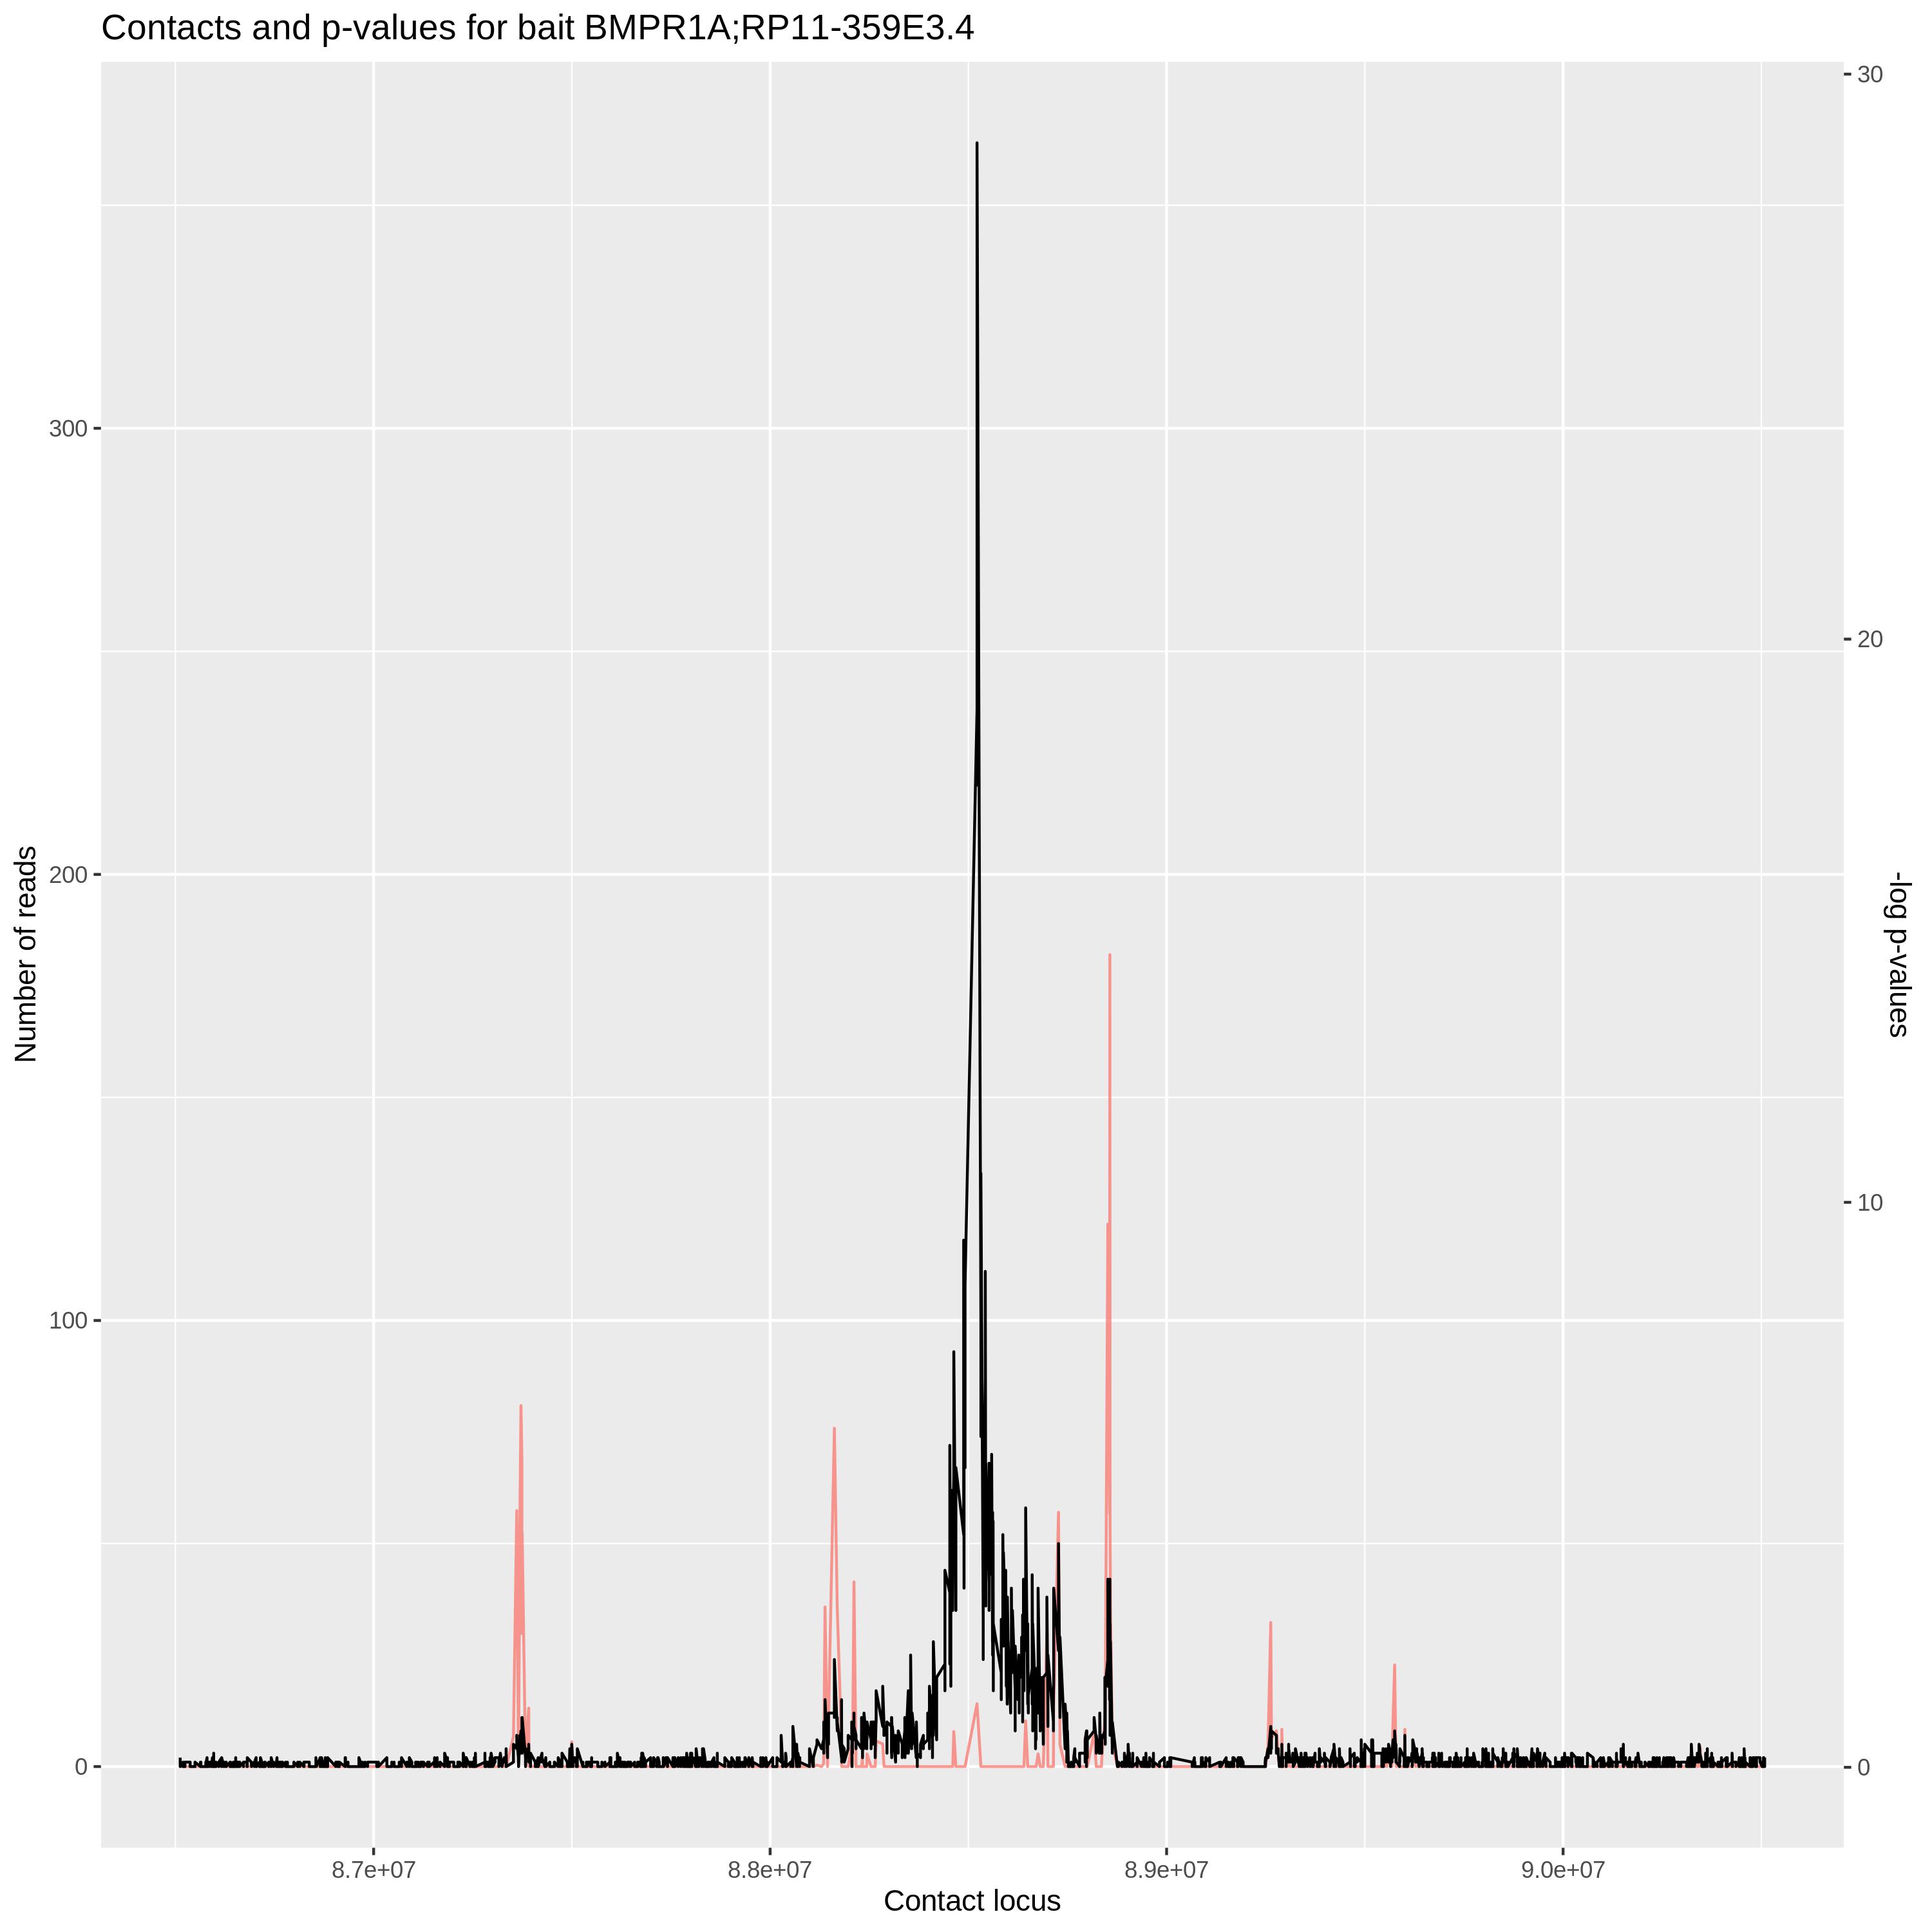 Contacts and p-values for bait BMPR1A;RP11-359E3.4
Number of reads
300
200
100
0
30
20
10
0
-log p-values
8.7e+07
8.8e+07
8.9e+07
9.0e+07
Contact locus